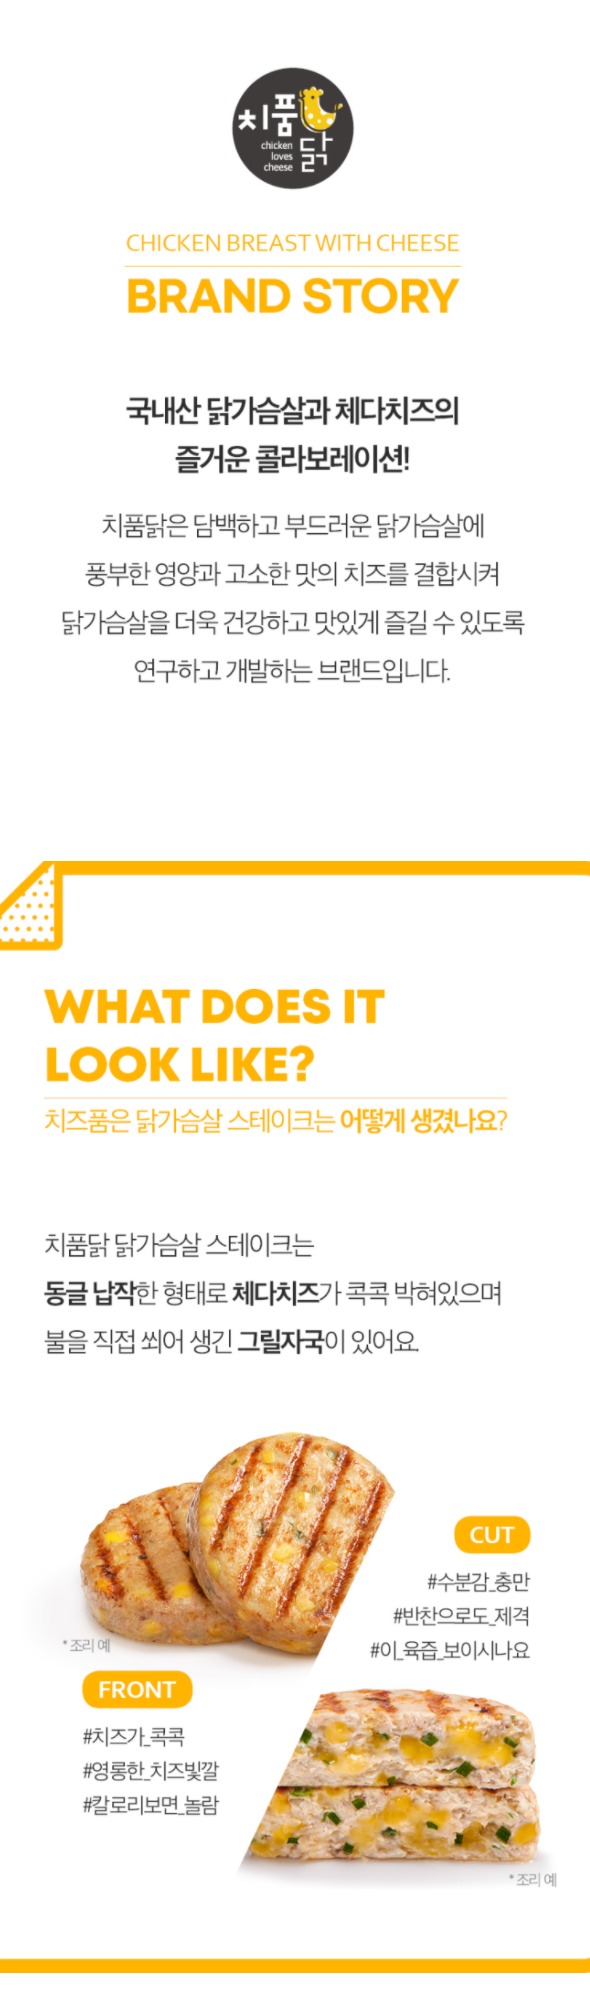 치품닭
chicken
loves
cheese
CHICKEN BREAST WITH CHEESE
BRAND STORY
국내산 닭가슴살과 체다치즈의
즐거운 콜라보레이션!
치품닭은 담백하고 부드러운 닭가슴살에
풍부한 영양과 고소한 맛의 치즈를 결합시켜
닭가슴살을 더욱 건강하고 맛있게 즐길 수 있도록
연구하고 개발하는 브랜드입니다.
WHAT DOES IT
LOOK LIKE?
치즈품은 닭가슴살 스테이크는 어떻게 생겼나요?
치품닭 닭가슴살 스테이크는
동글 납작한 형태로 체다치즈가 콕콕 박혀있으며
불을 직접 쐬어 생긴 그릴자국이 있어요.
CUT
#수분감_충만
#반찬으로도_제격
#이_육즙_보이시나요
* 조리 예
FRONT
#치즈가_콕콕
#영롱한_치즈빛깔
#칼로리보면_놀람
* 조리 예